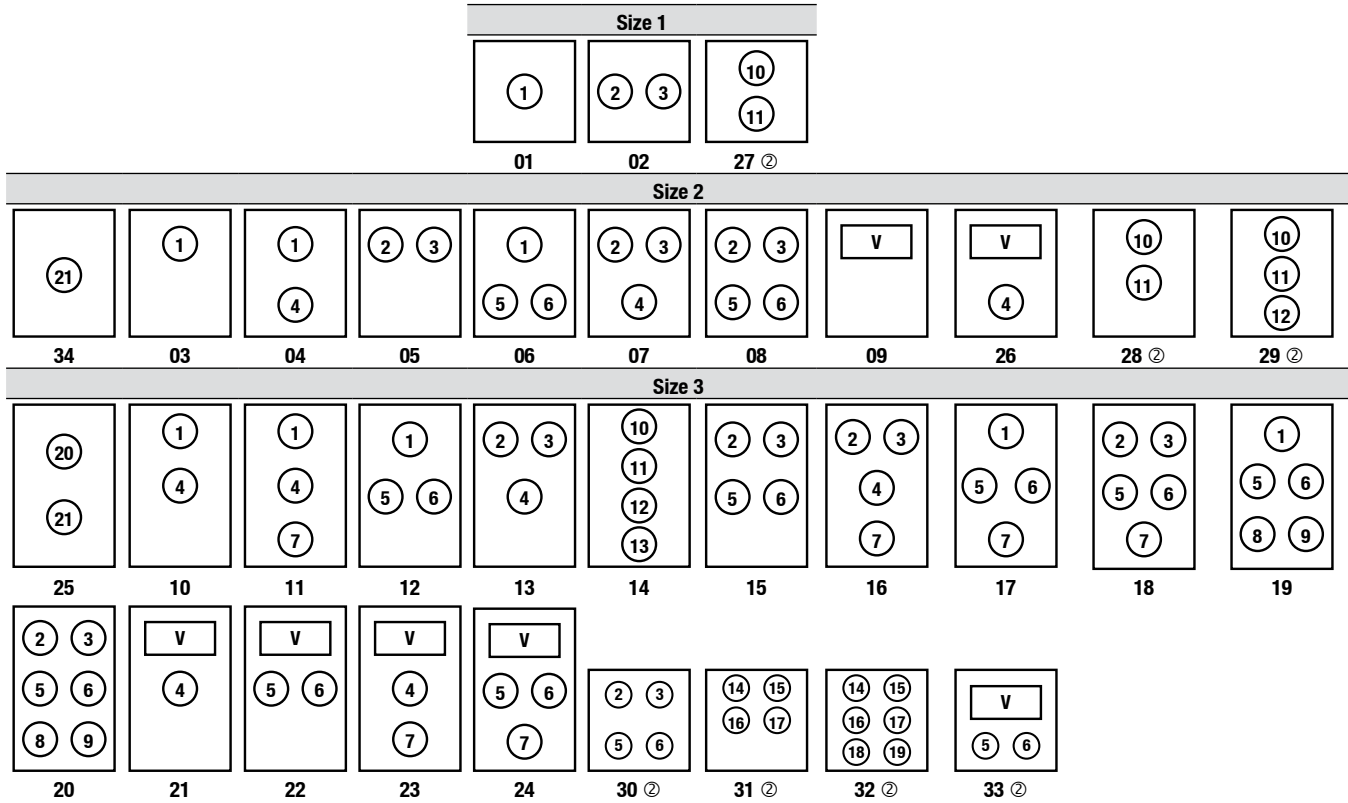 Size 1
1 2 3 10
11
01 02 27 ②
Size 2
21 1 1 4 2 3 1 5 6 2 3 4 2 3 5 6 V V 4 10 11 10 11 12
34 03 04 05 06 07 08 09 26 28 ② 29 ②
Size 3
20 21 1 4 1 4 7 1 5 6 2 3 4 10 11 12 13 2 3 5 6 2 3 4 7 1 5 6 7 2 3 5 6 7 1 5 6 8 9
25 10 11 12 13 14 15 16 17 18 19
2 3 5 6 8 9 V 4 V 5 6 V 4 7 V 5 6 7 2 3 5 6 14 15 16 17 14 15 16 17 18 19 V 5 6
20 21 22 23 24 30 ② 31 ② 32 ② 33 ②